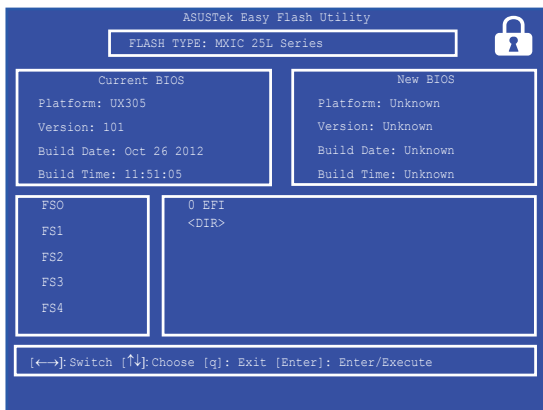 ASUSTek Easy Flash Utility
FLASH TYPE: MXIC 25L Series
Current BIOS
Platform: UX305
Version: 101
Build Date: Oct 26 2012
Build Time: 11:51:05
New BIOS
Platform: Unknown
Version: Unknown
Build Date: Unknown
Build Time: Unknown
FSO
FS1
FS2
FS3
FS4
0 EFI
<DIR>
[←→]: Switch [↑↓]: Choose [q]: Exit [Enter]: Enter/Execute